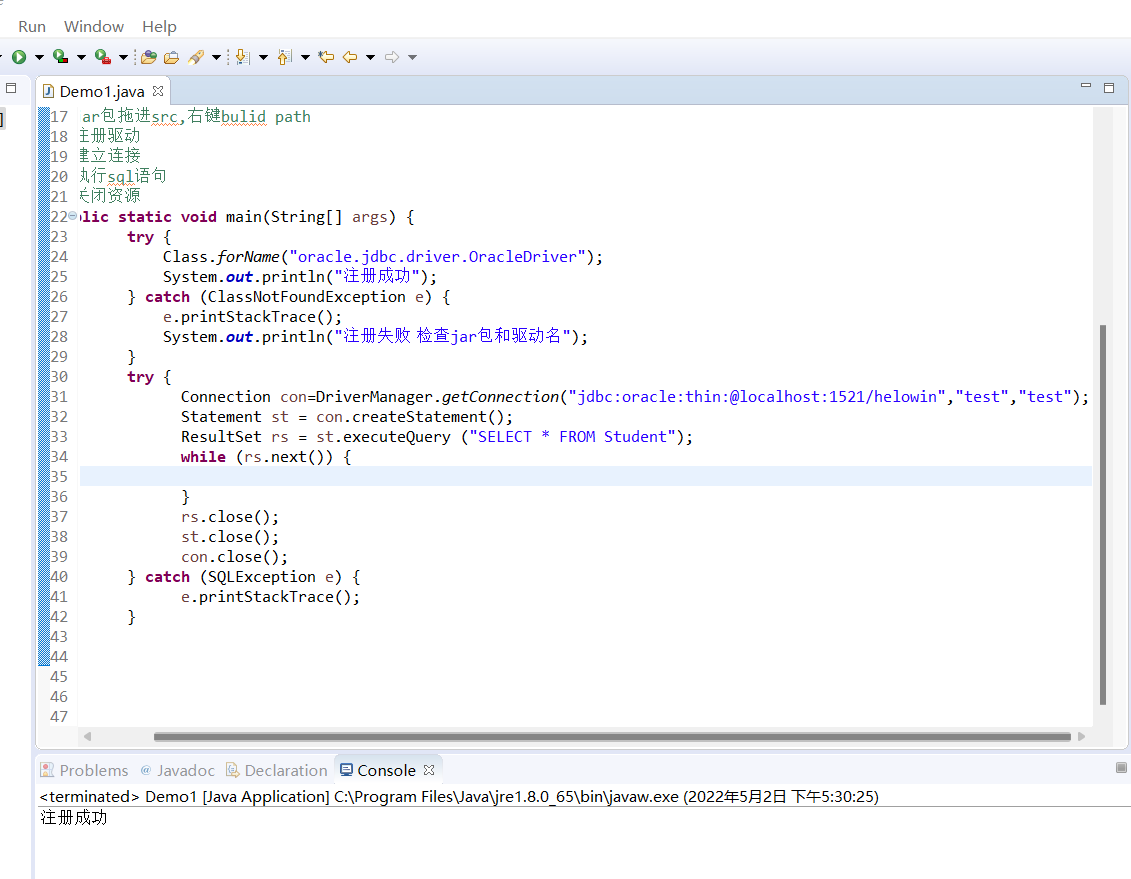 Run Window Help
Demo1.java
17 ar包拖进src,右键bulid path
18 注册驱动
19 建立连接
20 执行sql语句
21 关闭资源
22 lic static void main(String[] args) {
23 try {
24 Class.forName("oracle.jdbc.driver.OracleDriver");
25 System.out.println("注册成功");
26 } catch (ClassNotFoundException e) {
27 e.printStackTrace();
28 System.out.println("注册失败 检查jar包和驱动名");
29 }
30 try {
31 Connection con=DriverManager.getConnection("jdbc:oracle:thin:@localhost:1521/helowin","test","test");
32 Statement st = con.createStatement();
33 ResultSet rs = st.executeQuery ("SELECT * FROM Student");
34 while (rs.next()) {
35
36 }
37 rs.close();
38 st.close();
39 con.close();
40 } catch (SQLException e) {
41 e.printStackTrace();
42 }
43
44
45
46
47
Problems @ Javadoc Declaration Console
<terminated> Demo1 [Java Application] C:\Program Files\Java\jre1.8.0_65\bin\javaw.exe (2022年5月2日 下午5:30:25)
注册成功